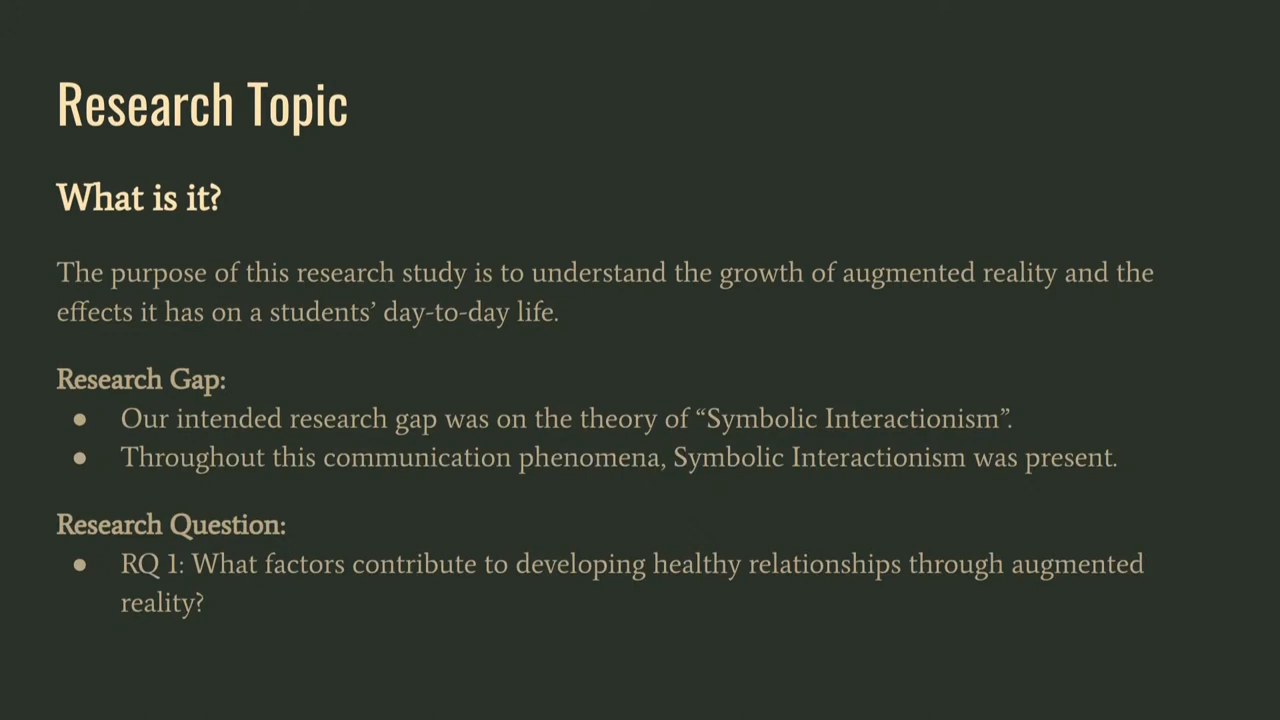 Research Topic
What is it?
The purpose of this research study is to understand the growth of augmented reality and the
effects it has on a students’ day-to-day life.
Research Gap:
● Our intended research gap was on the theory of “Symbolic Interactionism”.
● Throughout this communication phenomena, Symbolic Interactionism was present.
Research Question:
● RQ 1: What factors contribute to developing healthy relationships through augmented
reality?